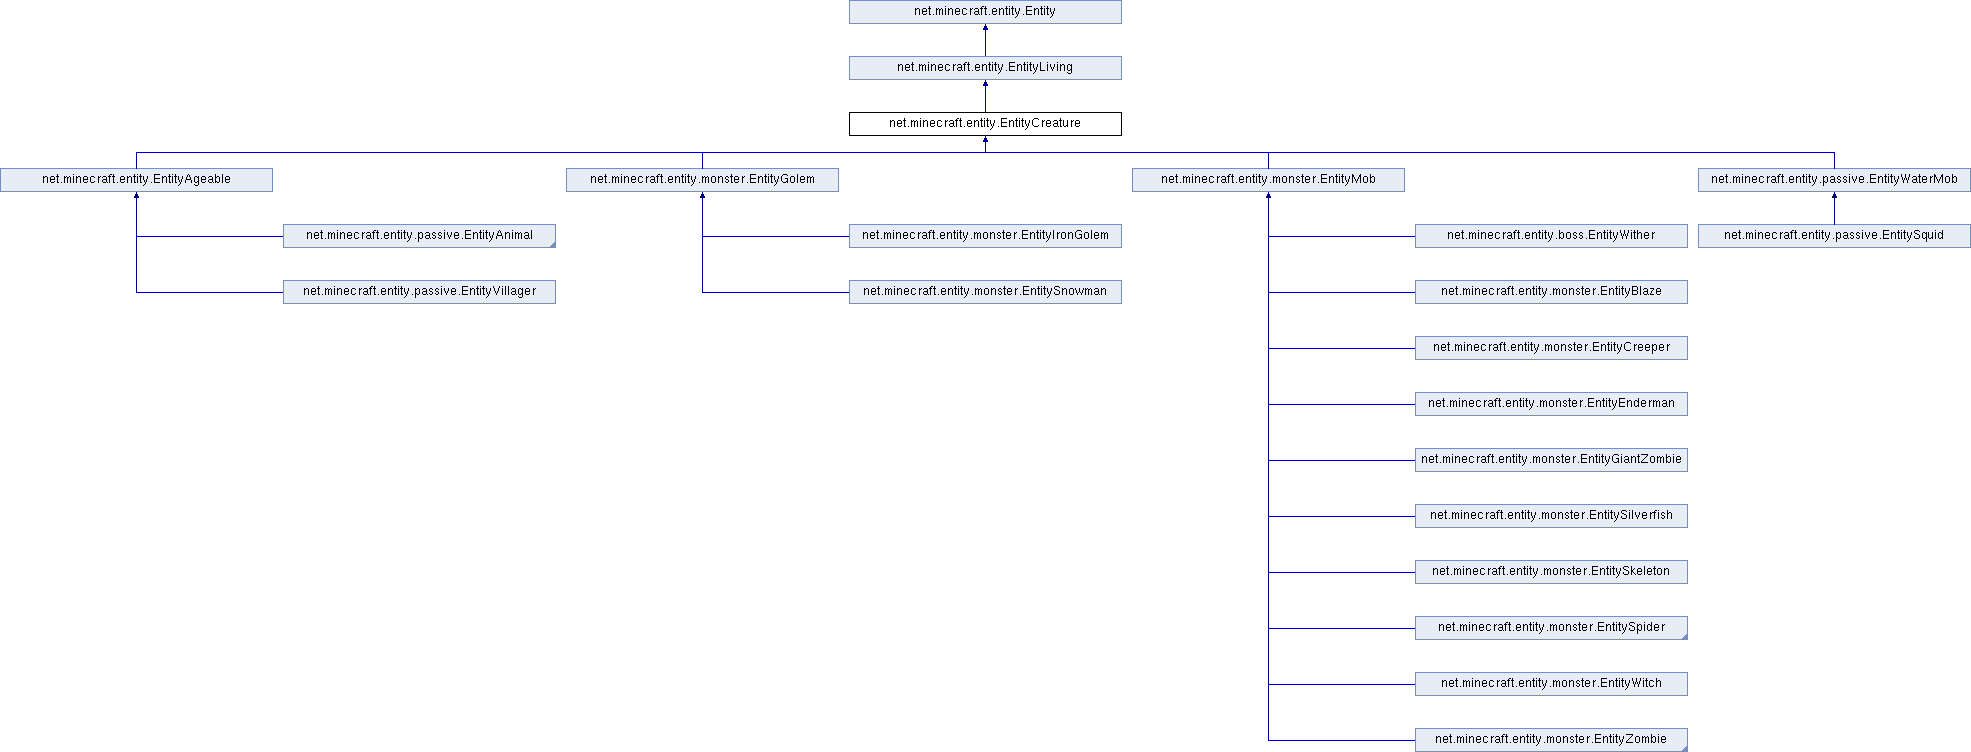 net.minecraft.entity.Entity
net.minecraft.entity.EntityLiving
net.minecraft.entity.EntityCreature
net.minecraft.entity.EntityAgeable
net.minecraft.entity.monster.EntityGolem
net.minecraft.entity.monster.EntityMob
net.minecraft.entity.passive.EntityWaterMob
net.minecraft.entity.passive.EntityAnimal
net.minecraft.entity.monster.EntityIronGolem
net.minecraft.entity.boss.EntityWither
net.minecraft.entity.passive.EntitySquid
net.minecraft.entity.passive.EntityVillager
net.minecraft.entity.monster.EntitySnowman
net.minecraft.entity.monster.EntityBlaze
net.minecraft.entity.monster.EntityCreeper
net.minecraft.entity.monster.EntityEnderman
net.minecraft.entity.monster.EntityGiantZombie
net.minecraft.entity.monster.EntitySilverfish
net.minecraft.entity.monster.EntitySkeleton
net.minecraft.entity.monster.EntitySpider
net.minecraft.entity.monster.EntityWitch
net.minecraft.entity.monster.EntityZombie